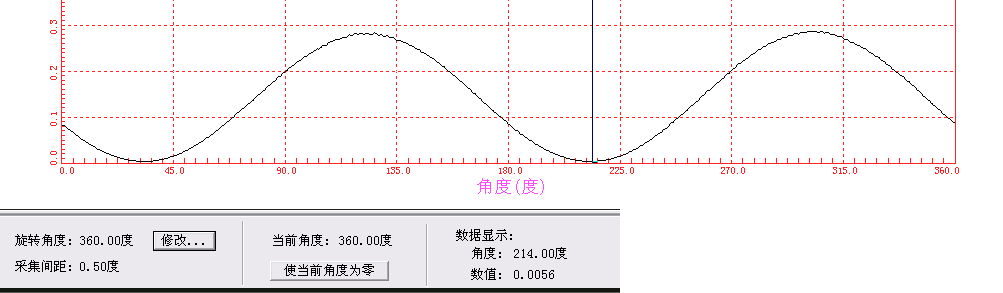 0.3
0.2
0.1
0.0
0.0 45.0 90.0 135.0 180.0 225.0 270.0 315.0 360.0
角度(度)
旋转角度: 360.00度 修改... 当前角度: 360.00度 数据显示:
角度: 214.00度
采集间距: 0.50度 使当前角度为零 数值: 0.0056